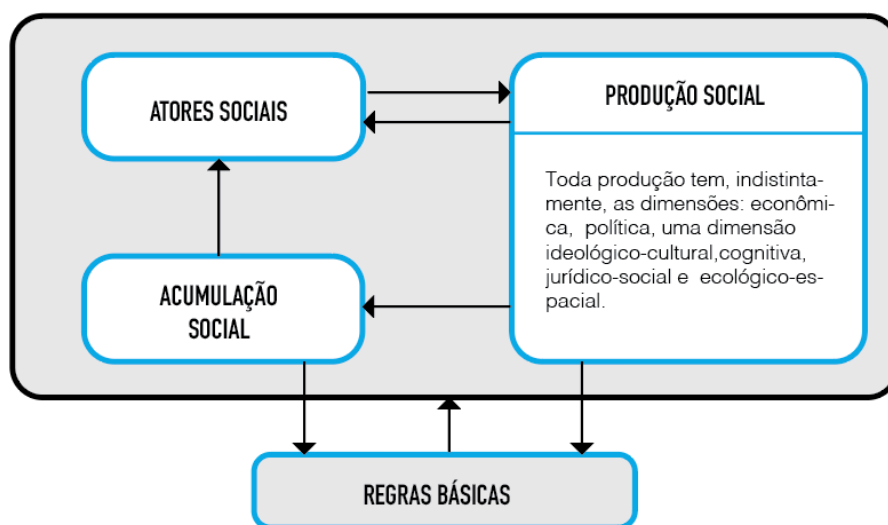 ATORES SOCIAIS
PRODUÇÃO SOCIAL
Toda produção tem, indistinta-
mente, as dimensões: econômi-
ca, política, uma dimensão
ideológico-cultural,cognitiva,
jurídico-social e ecológico-es-
pacial.
ACUMULAÇÃO
SOCIAL
REGRAS BÁSICAS